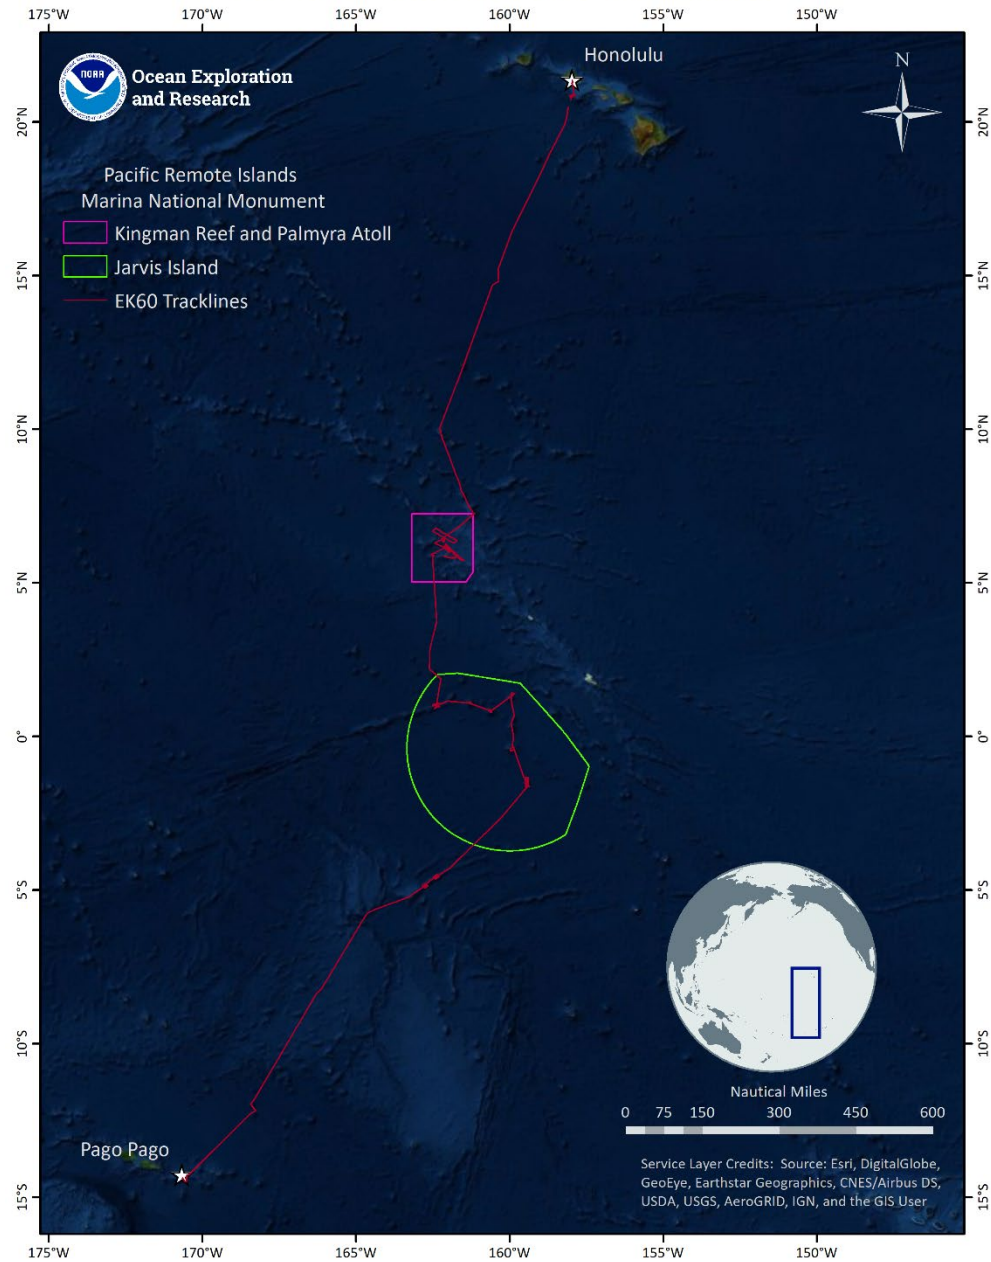 175°W 170°W 165°W 160°W 155°W 150°W
NOAA
Ocean Exploration
and Research
Honolulu
N
Pacific Remote Islands
Marina National Monument
Kingman Reef and Palmyra Atoll
Jarvis Island
EK60 Tracklines
20°N
15°N
10°N
5°N
0°
5°S
10°S
15°S
20°N
15°N
10°N
5°N
0°
5°S
10°S
15°S
Nautical Miles
0 75 150 300 450 600
Pago Pago
Service Layer Credits: Source: Esri, DigitalGlobe,
GeoEye, Earthstar Geographics, CNES/Airbus DS,
USDA, USGS, AeroGRID, IGN, and the GIS User
175°W 170°W 165°W 160°W 155°W 150°W